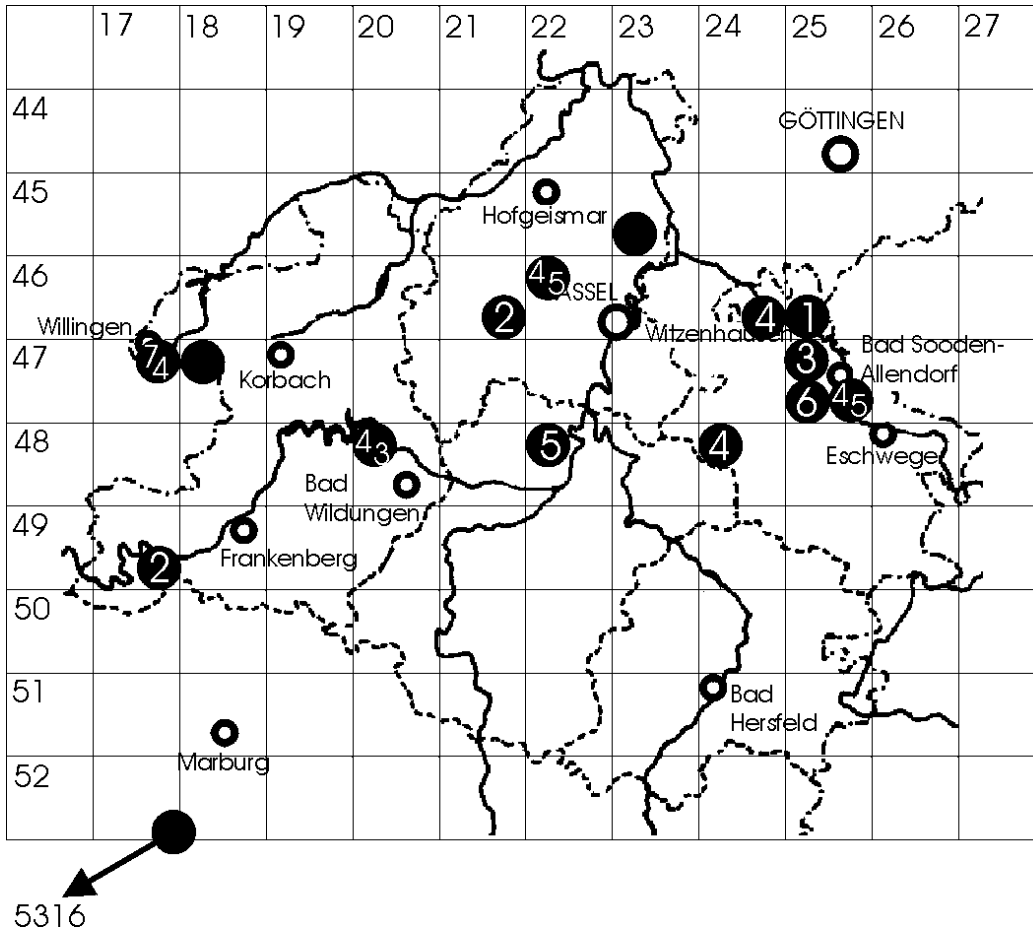 17 18 19 20 21 22 23 24 25 26 27
44
GÖTTINGEN
45
Hofgeismar
46
45
ASSEL
2
4
1
Willingen
Witzenhausen
47
74
3
Bad Sooden-
Allendorf
Korbach
6
45
48
43
5
4
Eschwege
Bad
Wildungen
49
Frankenberg
2
50
51
Bad
Hersfeld
Marburg
52
5316